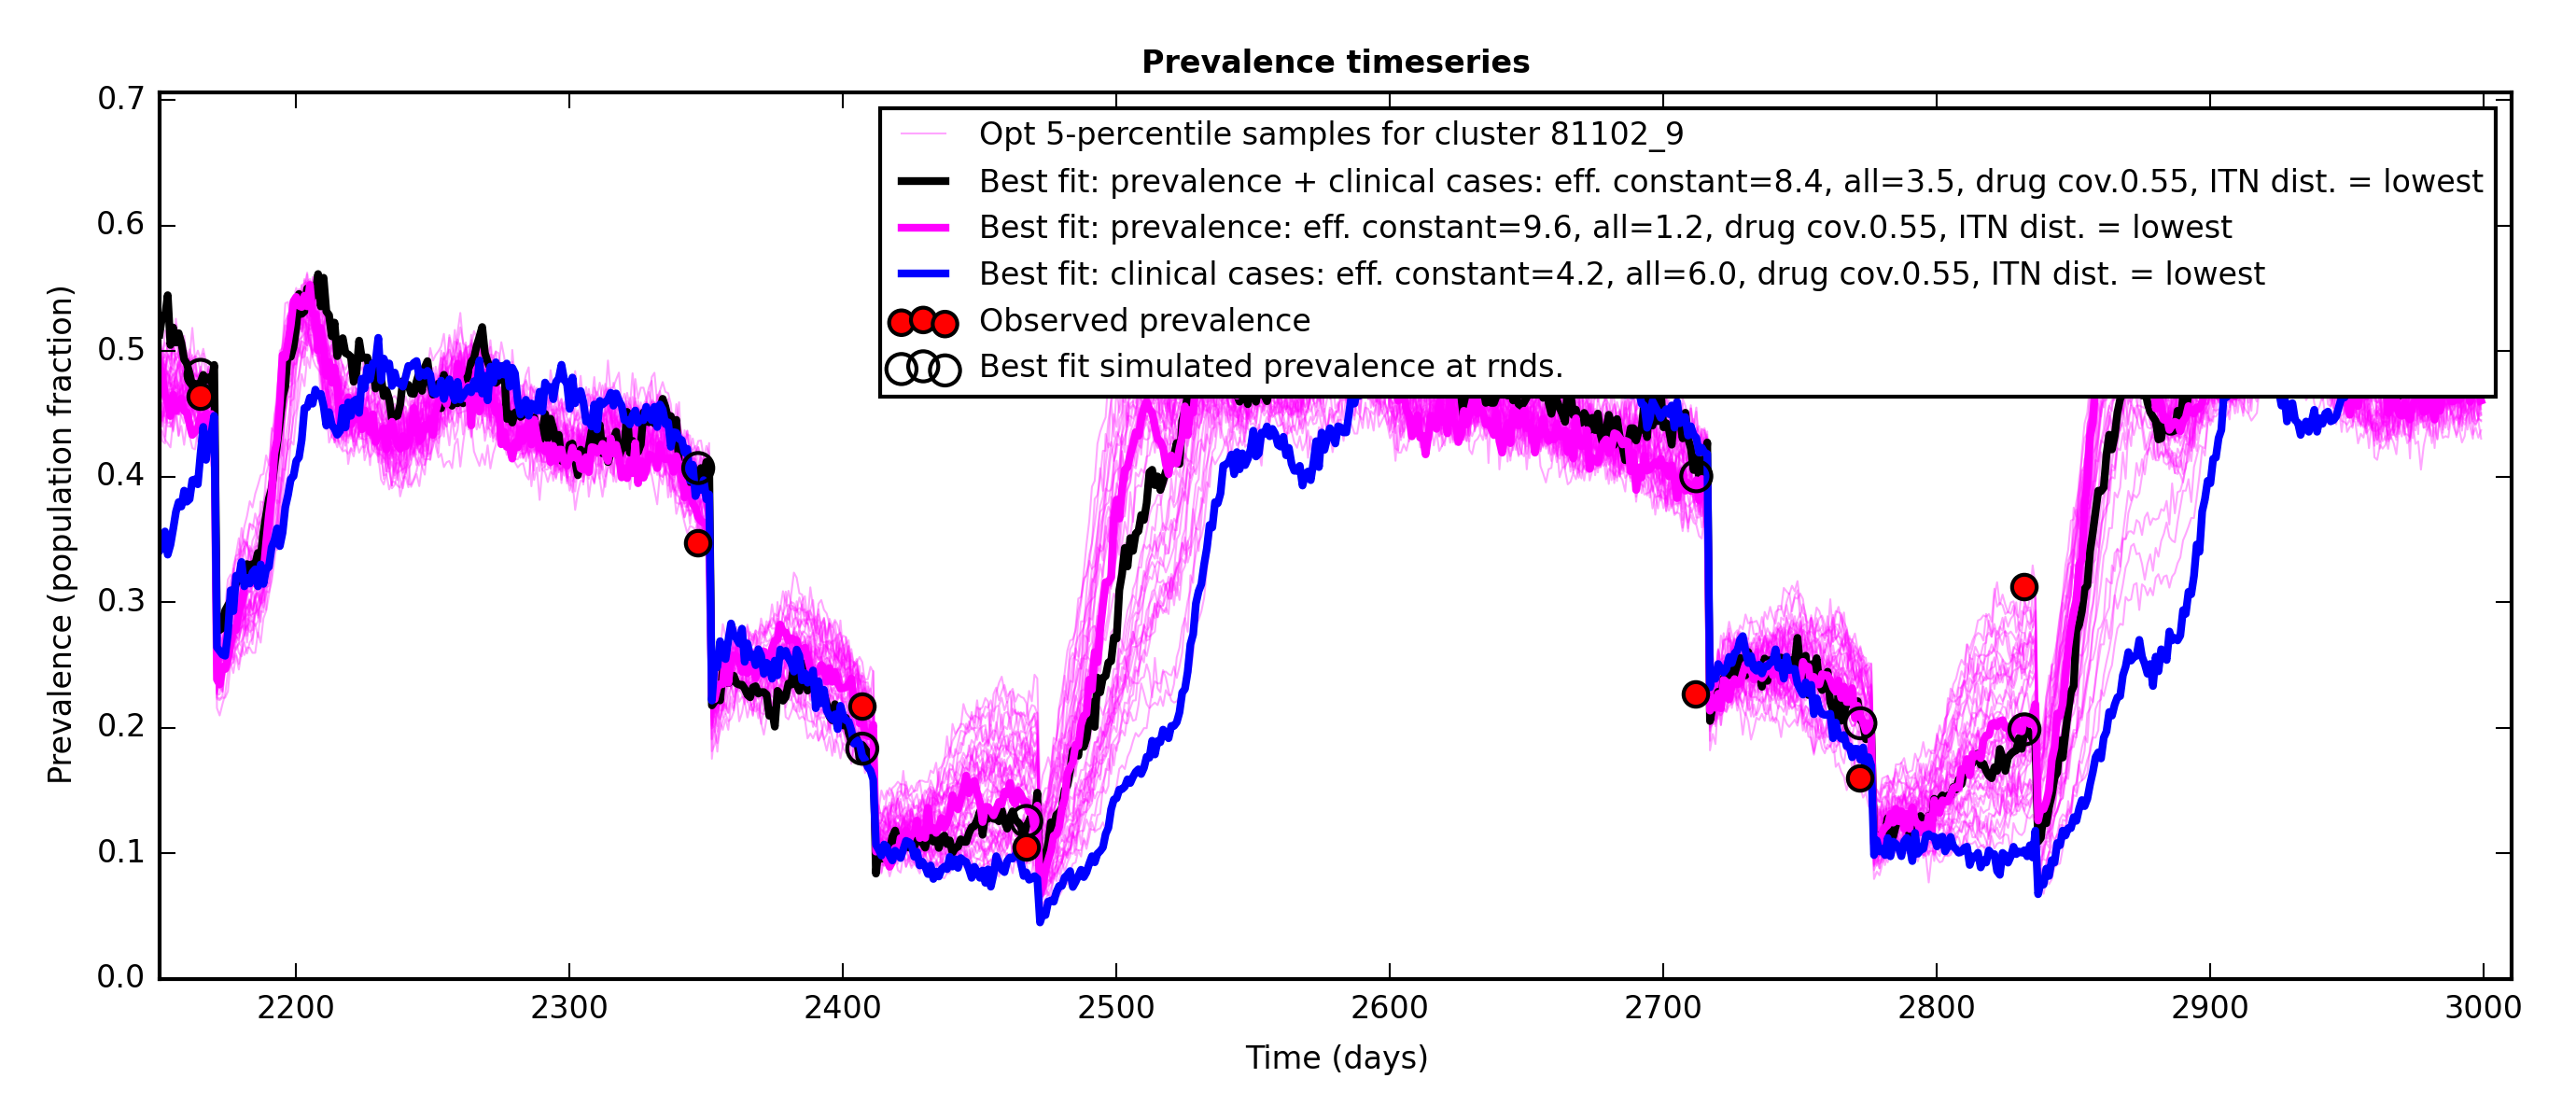 Prevalence timeseries
Opt 5-percentile samples for cluster 81102_9
Best fit: prevalence + clinical cases: eff. constant=8.4, all=3.5, drug cov.0.55, ITN dist. = lowest
Best fit: prevalence: eff. constant=9.6, all=1.2, drug cov.0.55, ITN dist. = lowest
Best fit: clinical cases: eff. constant=4.2, all=6.0, drug cov.0.55, ITN dist. = lowest
Observed prevalence
Best fit simulated prevalence at rnds.
Prevalence (population fraction)
0.7
0.6
0.5
0.4
0.3
0.2
0.1
0.0
2200 2300 2400 2500 2600 2700 2800 2900 3000
Time (days)